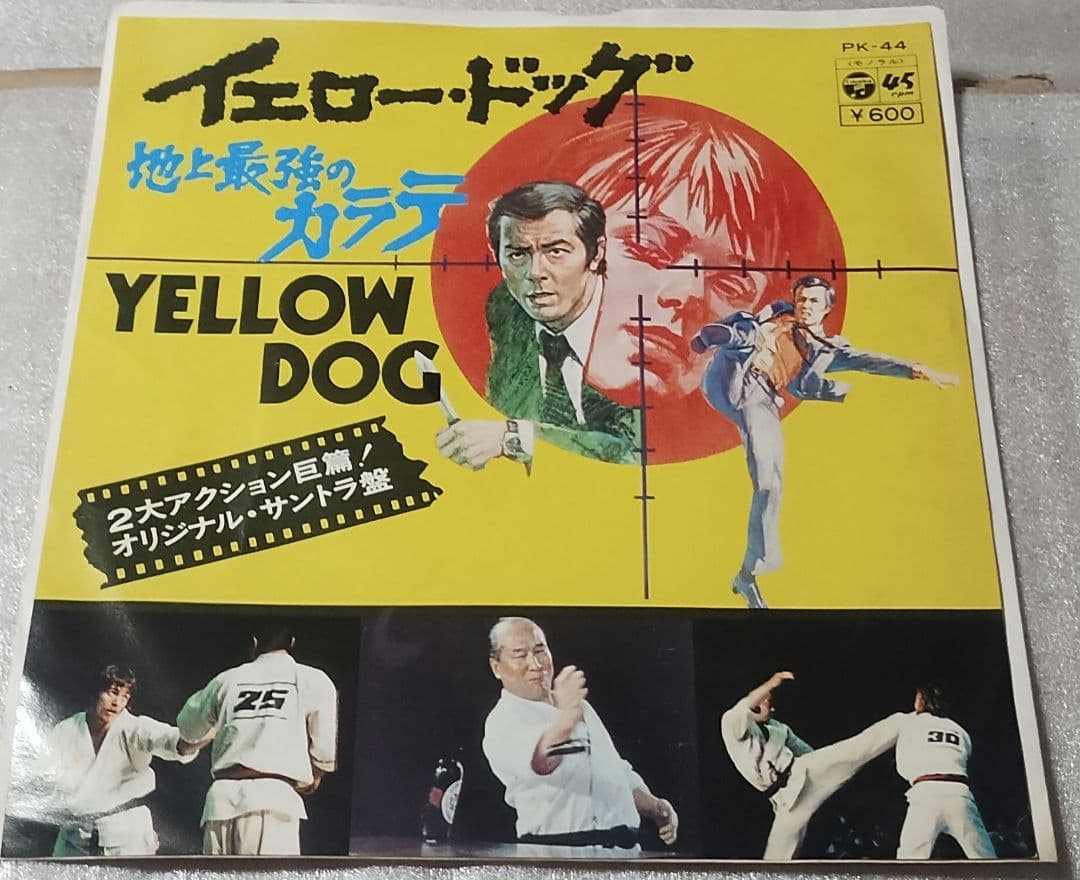 イエロー・ドッグ
PK-44
〈モノラル〉
45
rpm
¥600
地上最強の
カラテ
YELLOW
DOG
2大アクション巨篇!
オリジナル・サントラ盤
25
30